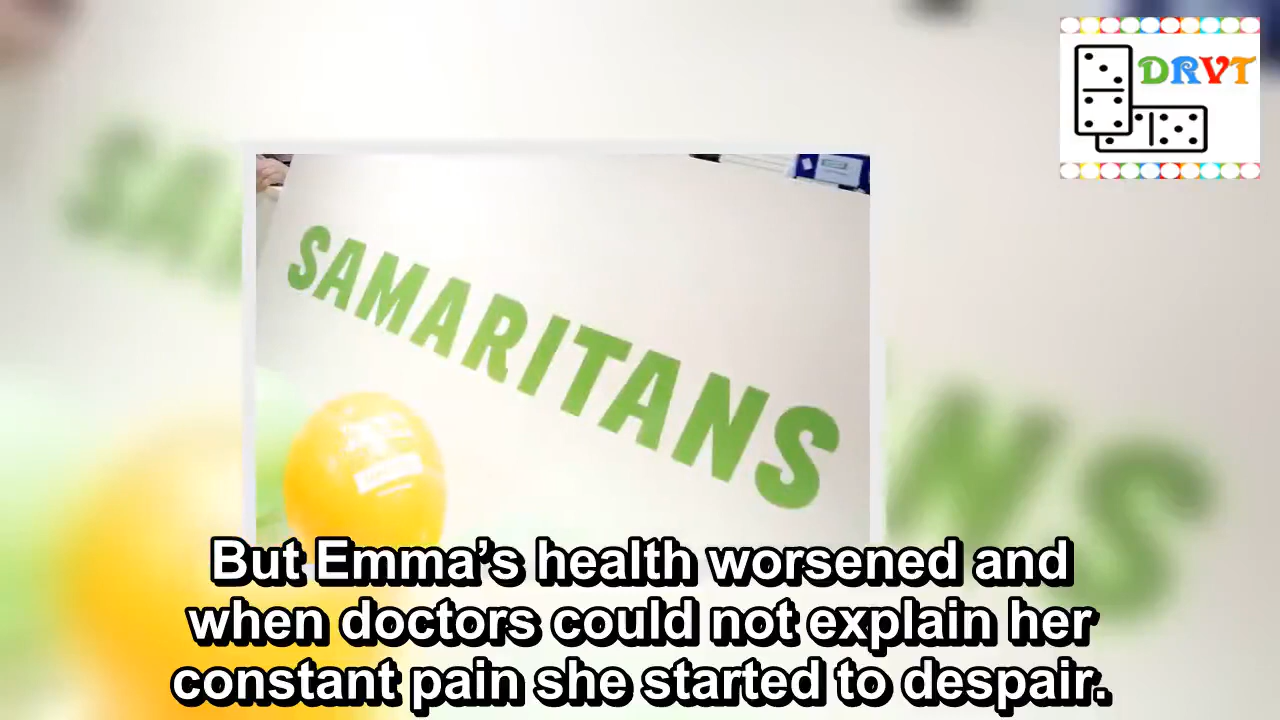 DRVT
SAMARITANS
But Emma’s health worsened and
when doctors could not explain her
constant pain she started to despair.